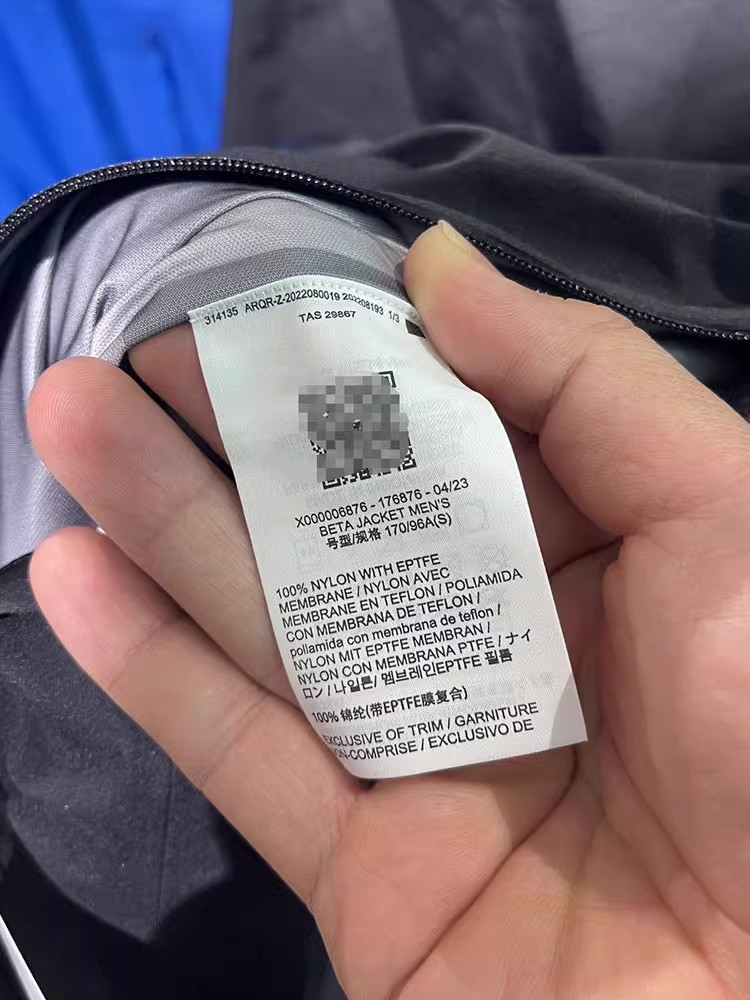 314135 ARQR-Z-2022080019 202208193 1/3
TAS 29867
X000006876 - 176876 - 04/23
BETA JACKET MEN'S
号型/规格 170/96A(S)
100% NYLON WITH EPTFE
MEMBRANE / NYLON AVEC
MEMBRANE EN TEFLON / POLIAMIDA
CON MEMBRANA DE TEFLON /
poliamida con membrana de teflon /
NYLON MIT EPTFE MEMBRAN /
NYLON CON MEMBRANA PTFE / ナイ
ロン / 나일론/ 엠브레인EPTFE 필름
100% 锦纶(带EPTFE膜复合)
EXCLUSIVE OF TRIM / GARNITURE
ON-COMPRISE / EXCLUSIVO DE